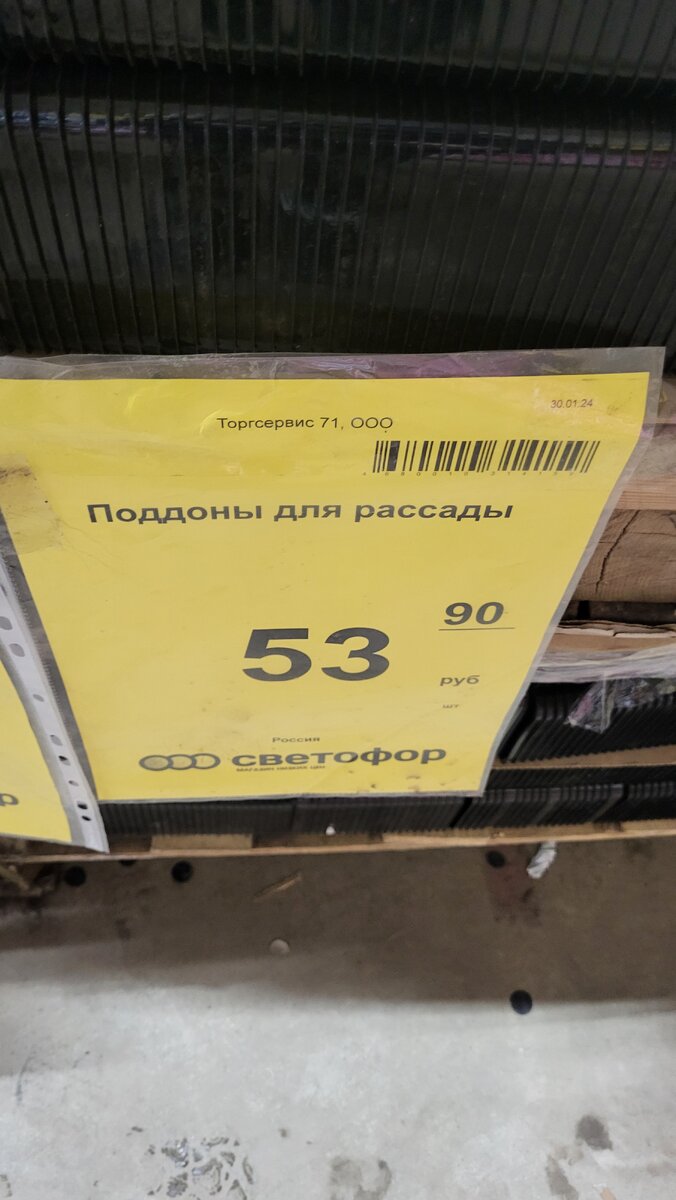 30.01.24
Торгсервис 71, ООО
Поддоны для рассады
53
90
руб
шт
Россия
светофор
МАГАЗИН НИЗКИХ ЦЕН